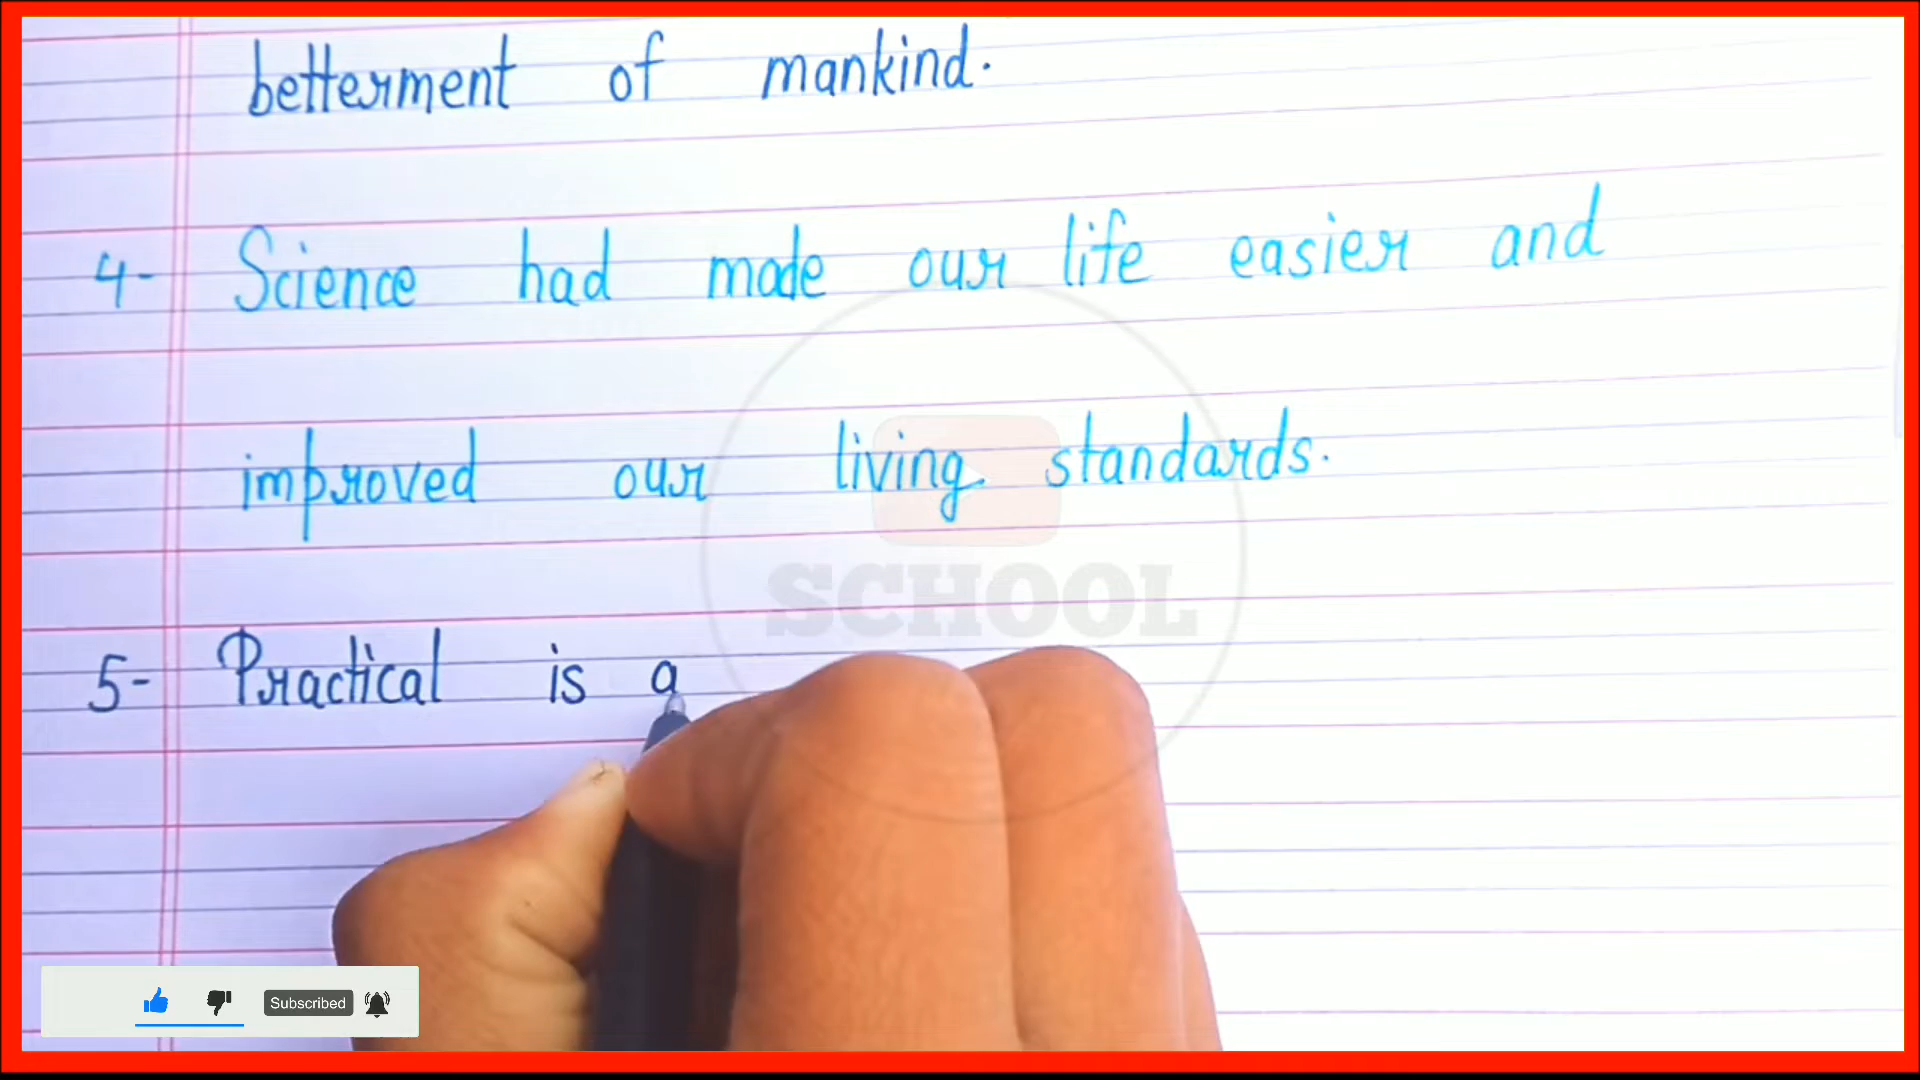 betterment of mankind.
4- Science had made our life easier and
improved our living standards.
SCHOOL
5- Practical is a
Subscribed